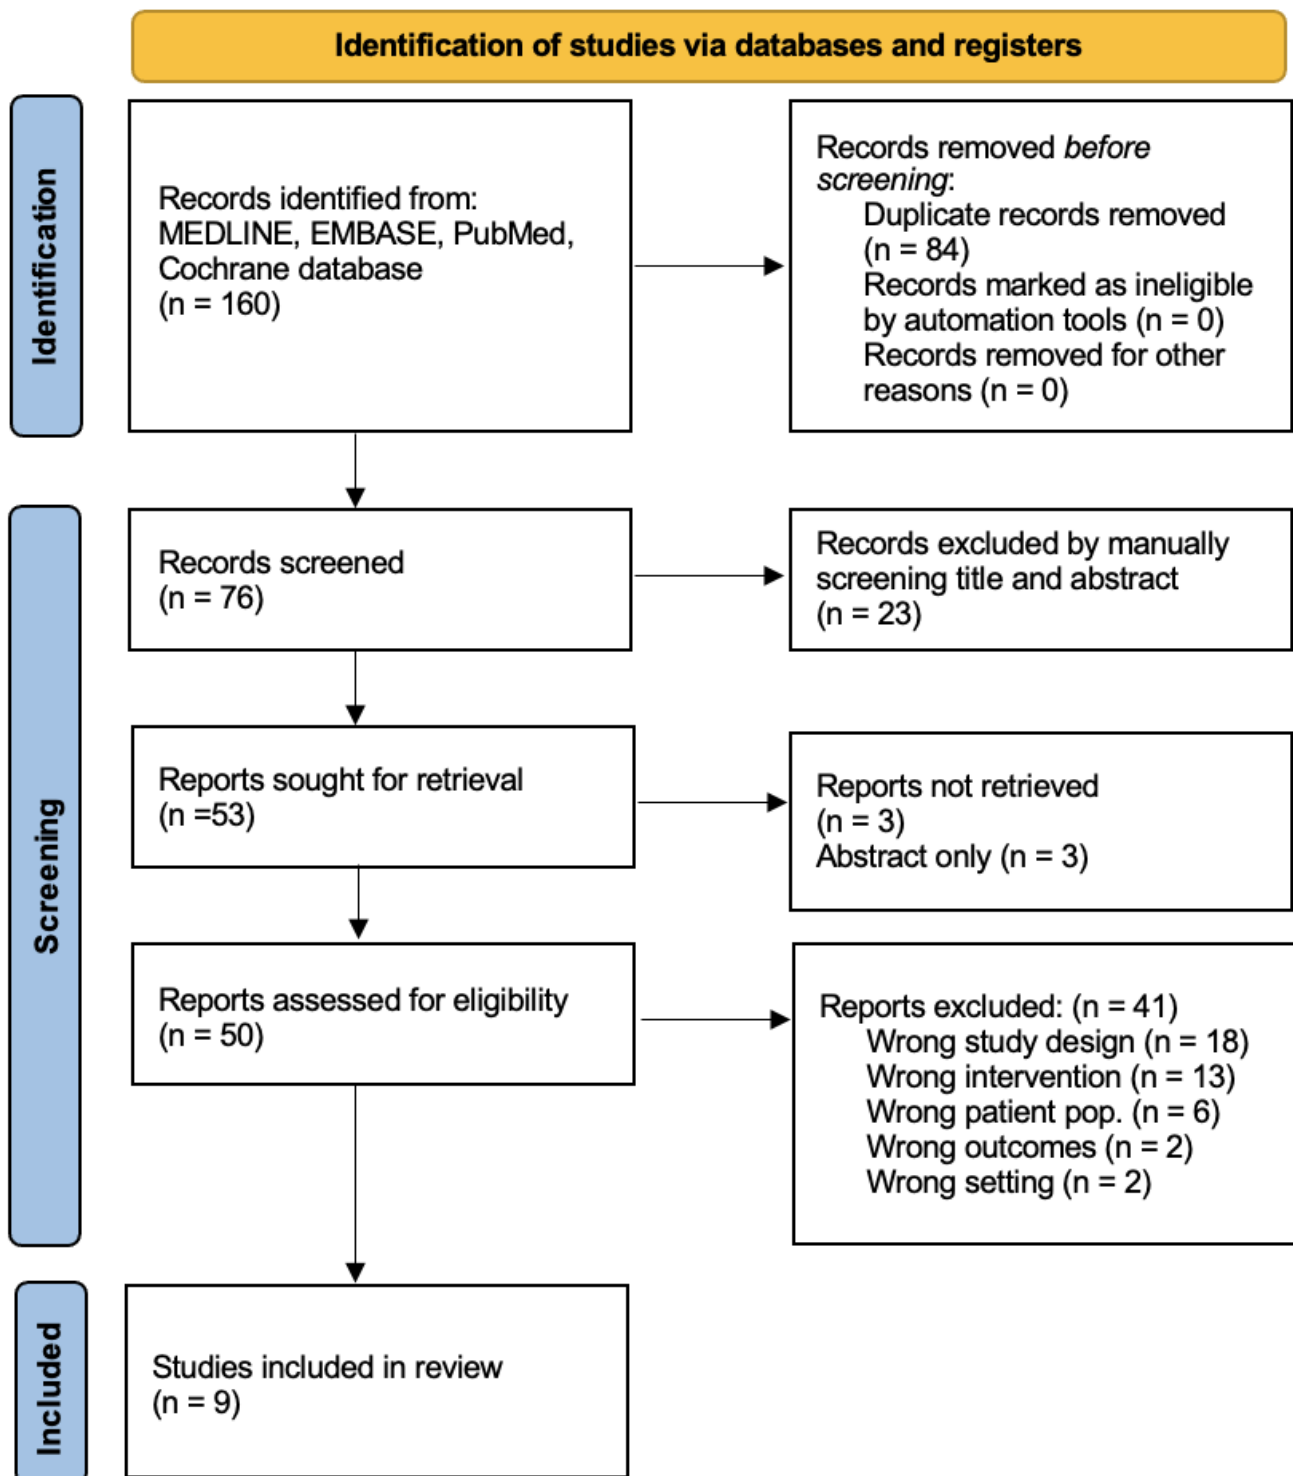 Identification of studies via databases and registers
Identification
Records identified from:
MEDLINE, EMBASE, PubMed,
Cochrane database
(n = 160)
Records removed before
screening:
Duplicate records removed
(n = 84)
Records marked as ineligible
by automation tools (n = 0)
Records removed for other
reasons (n = 0)
Screening
Records screened
(n = 76)
Records excluded by manually
screening title and abstract
(n = 23)
Reports sought for retrieval
(n =53)
Reports not retrieved
(n = 3)
Abstract only (n = 3)
Reports assessed for eligibility
(n = 50)
Reports excluded: (n = 41)
Wrong study design (n = 18)
Wrong intervention (n = 13)
Wrong patient pop. (n = 6)
Wrong outcomes (n = 2)
Wrong setting (n = 2)
Included
Studies included in review
(n = 9)